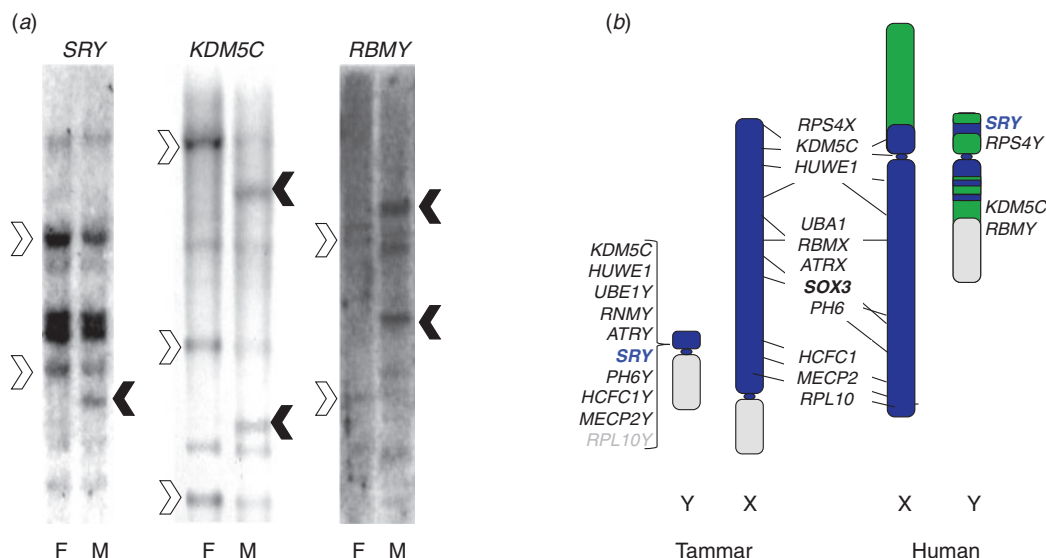 (a)
SRY
KDM5C
RBMY
F M
F M
F M
(b)
KDM5C
HUWE1
UBE1Y
RNMY
ATRY
SRY
PH6Y
HCFC1Y
MECP2Y
RPL10Y
RPS4X
KDM5C
HUWE1
UBA1
RBMX
ATRX
SOX3
PH6
HCFC1
MECP2
RPL10
SRY
RPS4Y
KDM5C
RBMY
Y X X Y
Tammar Human